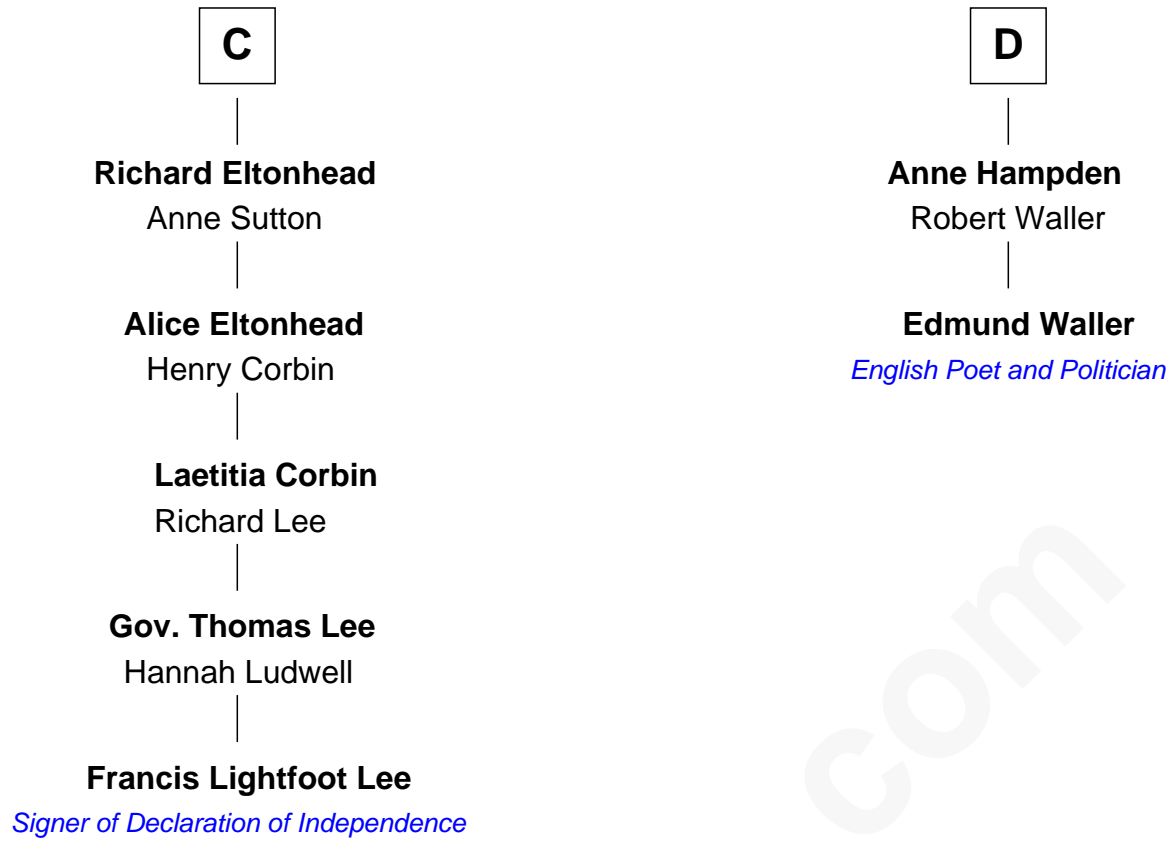 C
Richard Eltonhead
Anne Sutton
Alice Eltonhead
Henry Corbin
Laetitia Corbin
Richard Lee
Gov. Thomas Lee
Hannah Ludwell
Francis Lightfoot Lee
Signer of Declaration of Independence
D
Anne Hampden
Robert Waller
Edmund Waller
English Poet and Politician
com